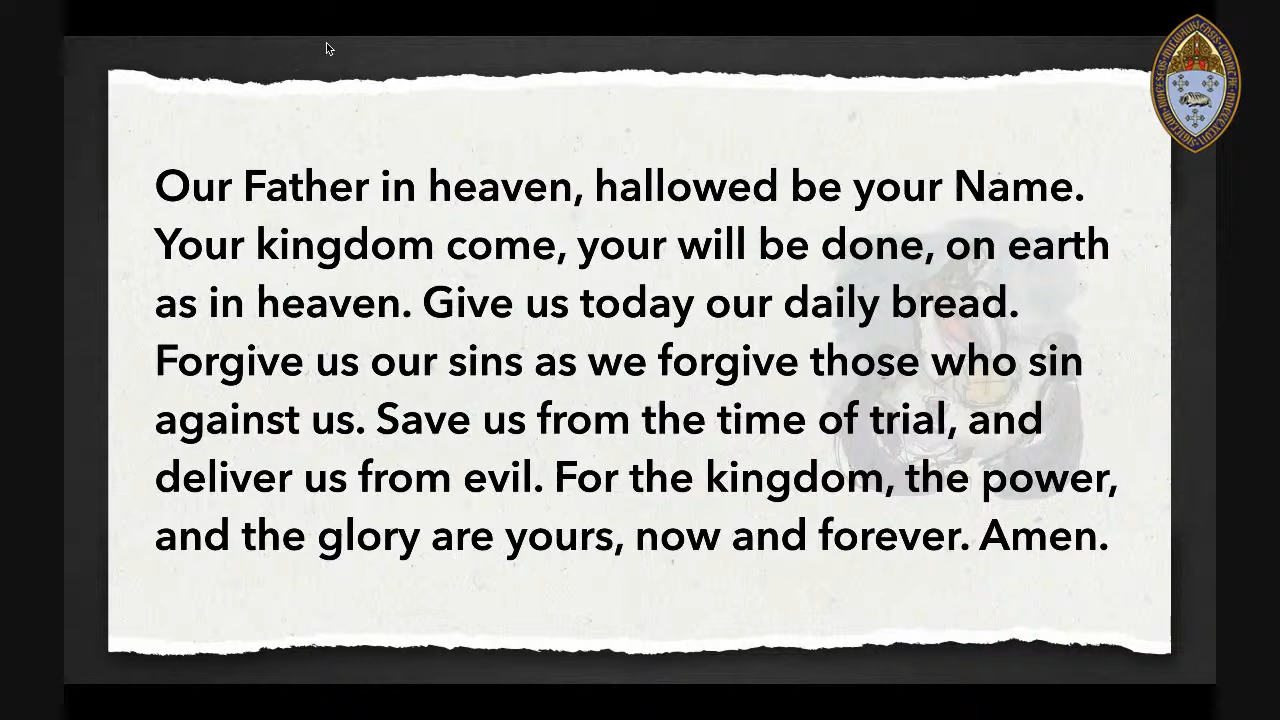 Our Father in heaven, hallowed be your Name.
Your kingdom come, your will be done, on earth
as in heaven. Give us today our daily bread.
Forgive us our sins as we forgive those who sin
against us. Save us from the time of trial, and
deliver us from evil. For the kingdom, the power,
and the glory are yours, now and forever. Amen.